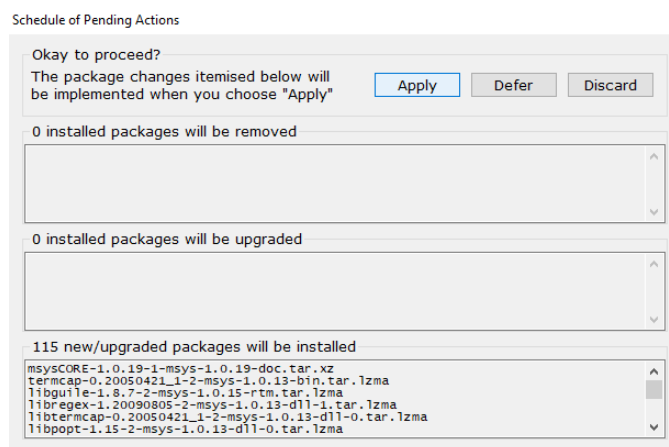 Schedule of Pending Actions
Okay to proceed?
The package changes itemised below will
be implemented when you choose "Apply"
Apply
Defer
Discard
0 installed packages will be removed
0 installed packages will be upgraded
115 new/upgraded packages will be installed
msysCORE-1.0.19-1-msys-1.0.19-doc.tar.xz
termcap-0.20050421_1-2-msys-1.0.13-bin.tar.lzma
libguile-1.8.7-2-msys-1.0.15-rtm.tar.lzma
libregex-1.20090805-2-msys-1.0.13-dll-1.tar.lzma
libtermcap-0.20050421_1-2-msys-1.0.13-dll-0.tar.lzma
libpopt-1.15-2-msys-1.0.13-dll-0.tar.lzma